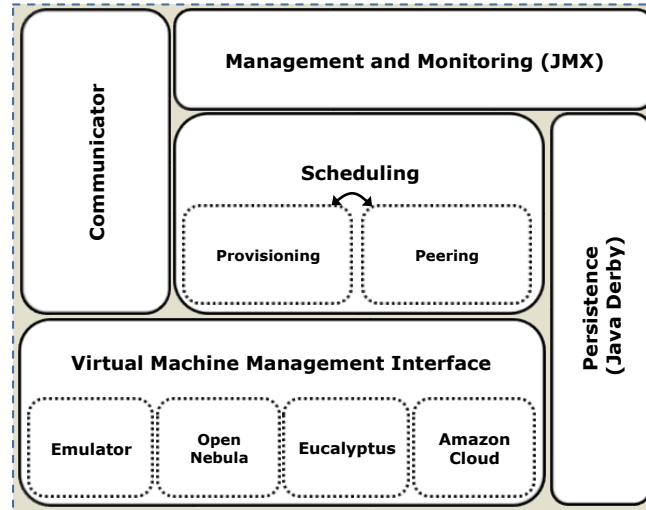 Communicator
Management and Monitoring (JMX)
Scheduling
Provisioning
Peering
Persistence
(Java Derby)
Virtual Machine Management Interface
Emulator
Open
Nebula
Eucalyptus
Amazon
Cloud